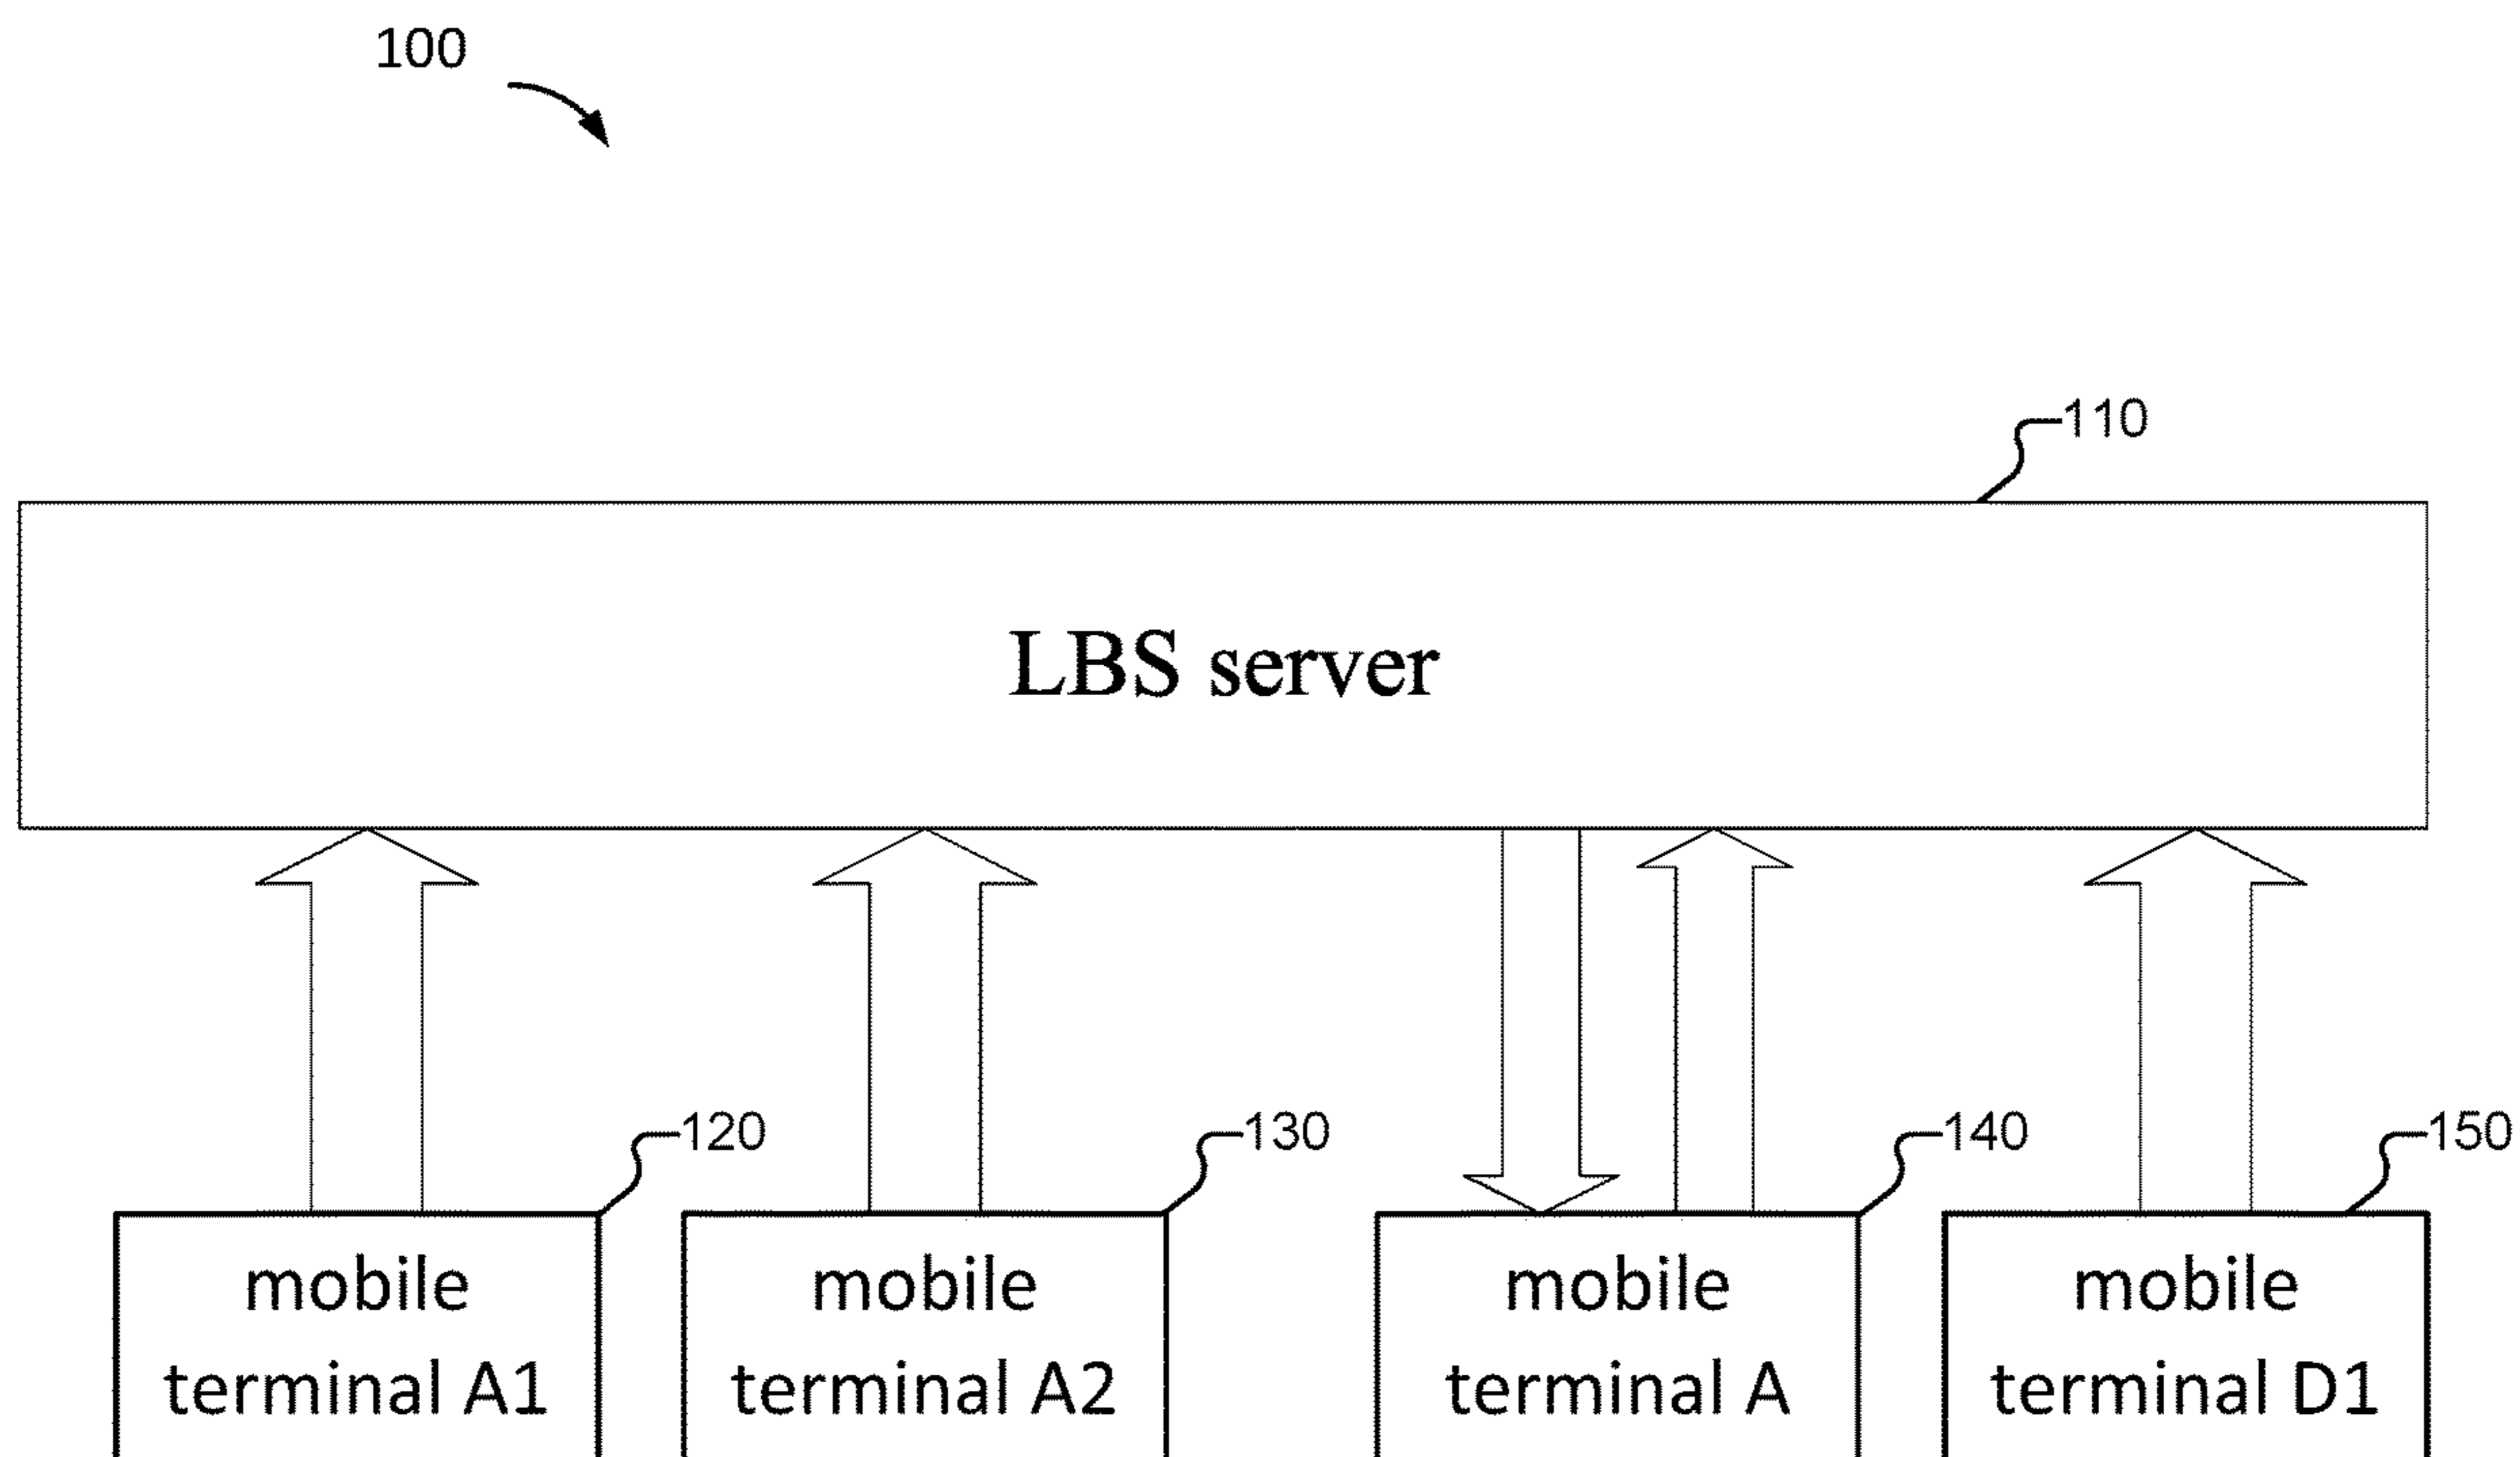 100
110
LBS server
120
130
140
150
mobile
terminal A1
mobile
terminal A2
mobile
terminal A
mobile
terminal D1